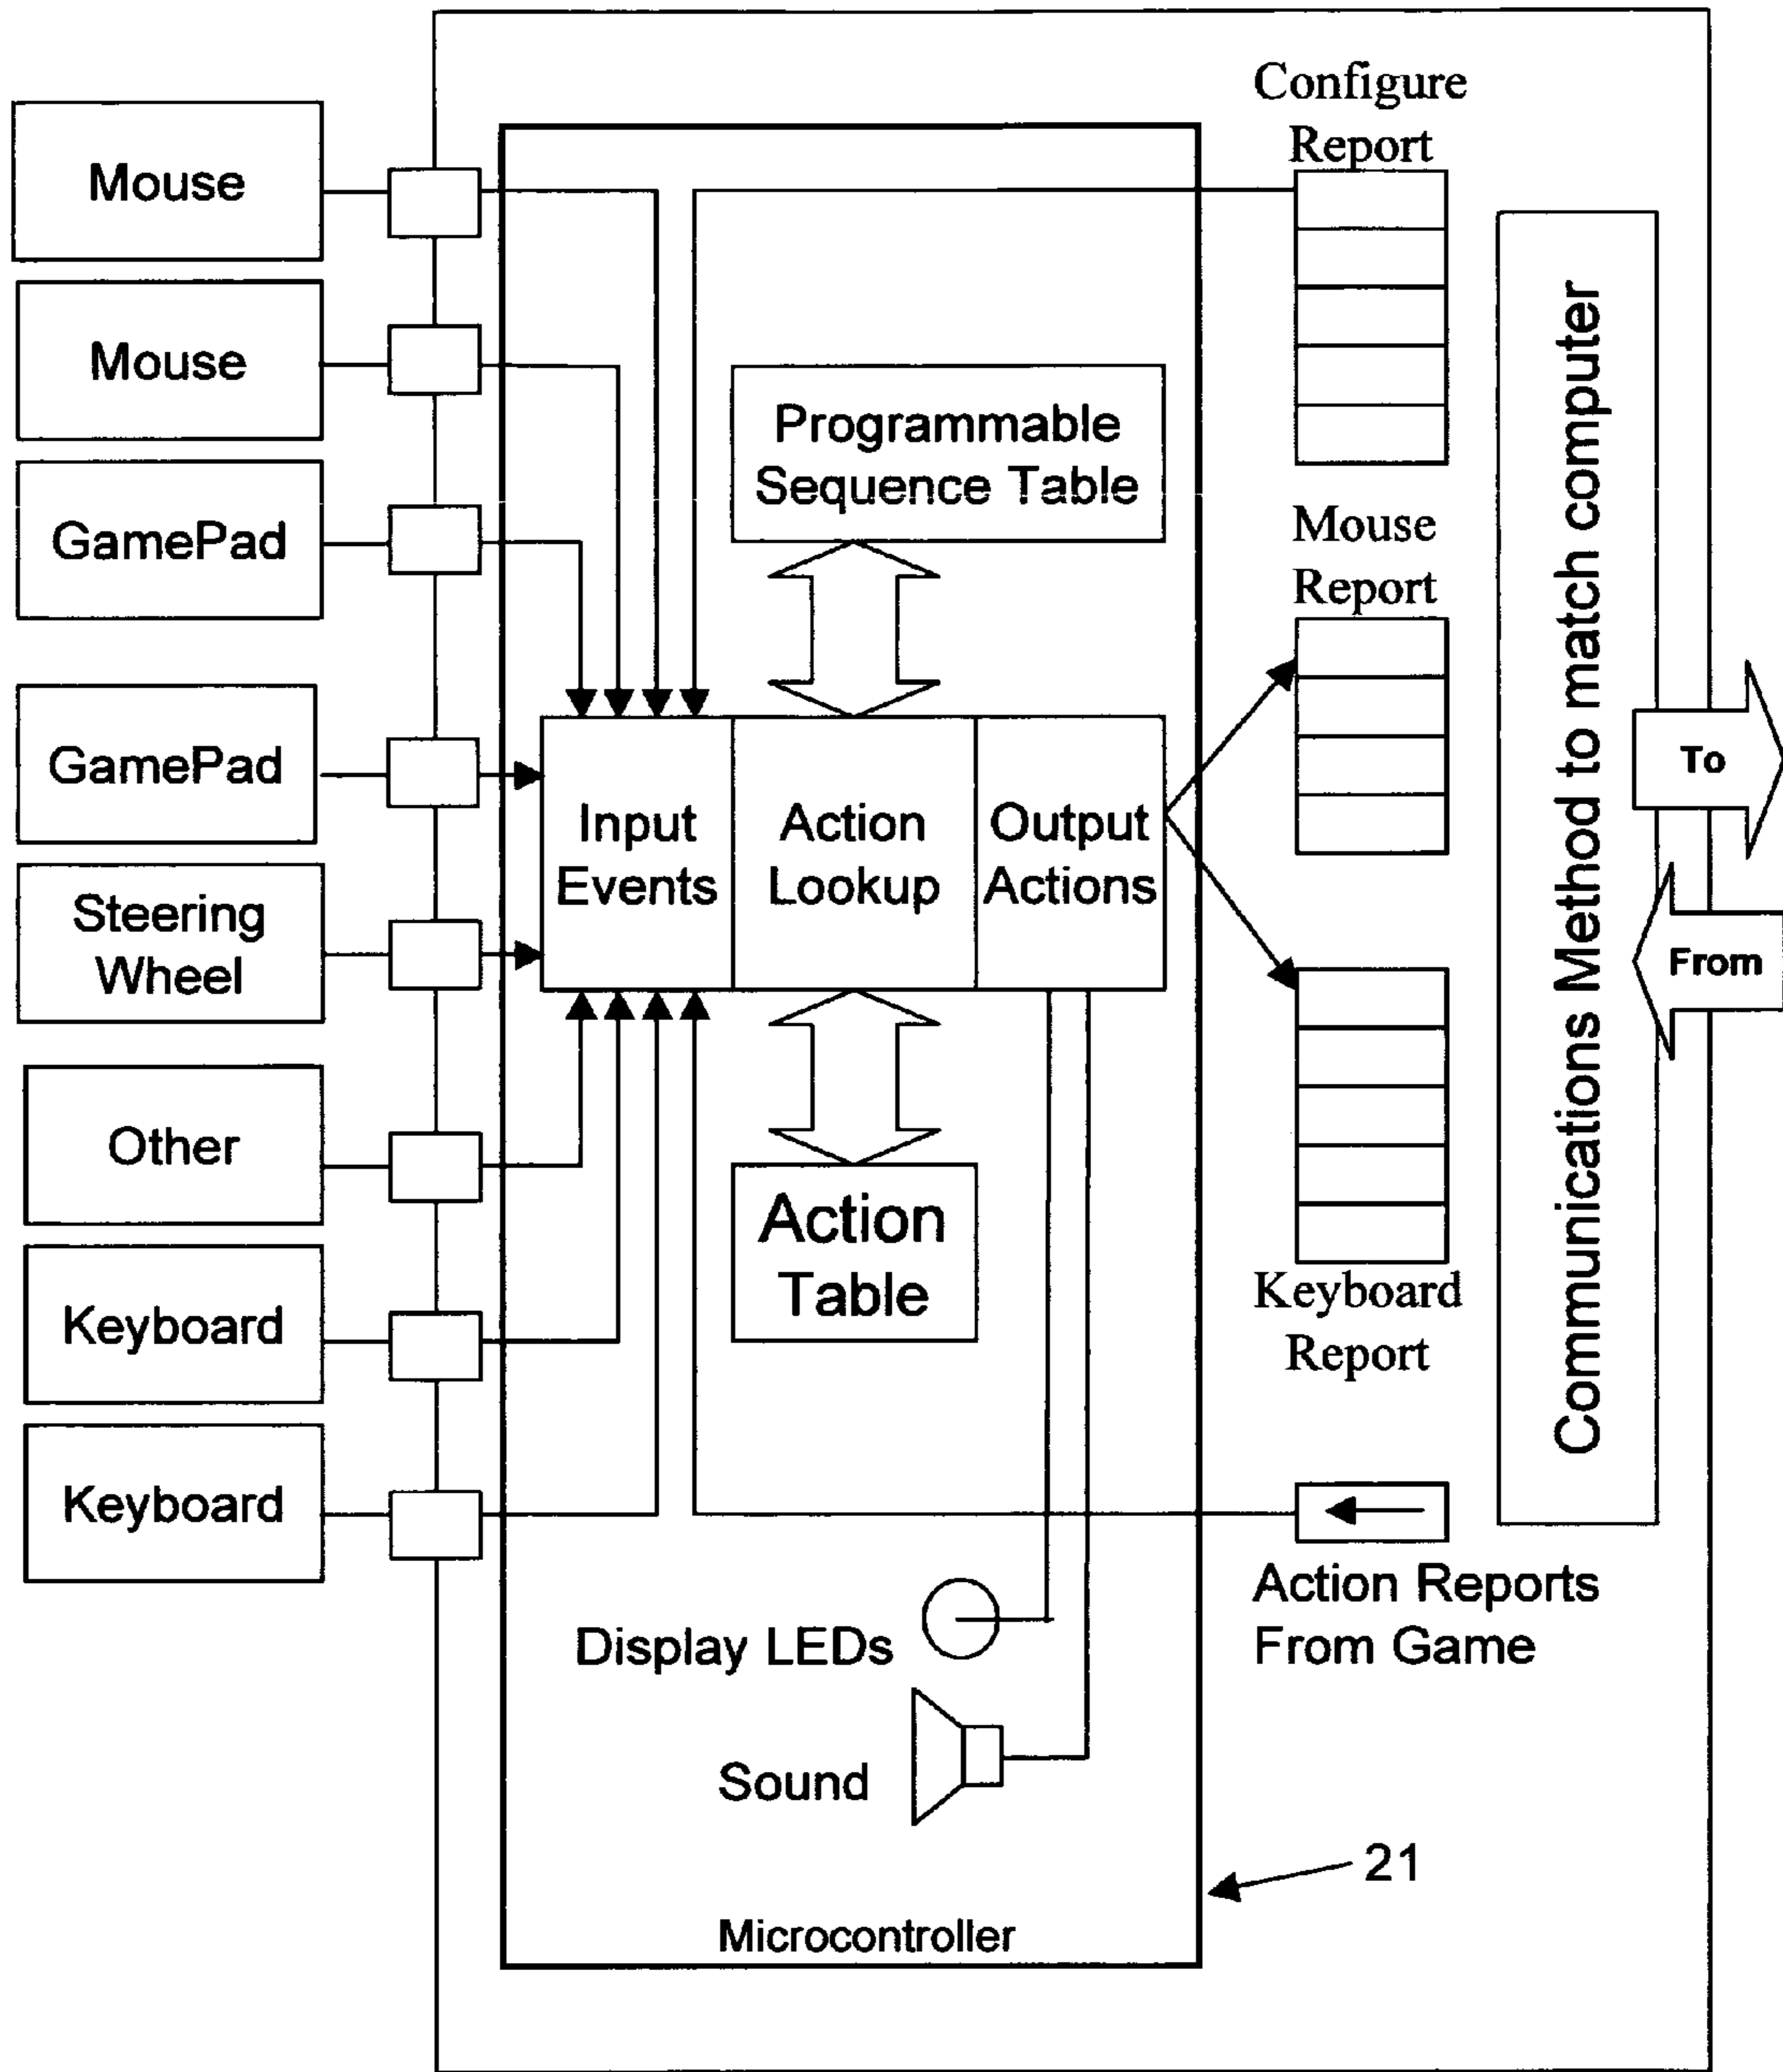 Mouse
Mouse
GamePad
GamePad
Steering
Wheel
Other
Keyboard
Keyboard
Programmable
Sequence Table
Input
Events
Action
Lookup
Output
Actions
Action
Table
Display LEDs
Sound
Microcontroller
21
Configure
Report
Mouse
Report
Keyboard
Report
Action Reports
From Game
Communications Method to match computer
To
From